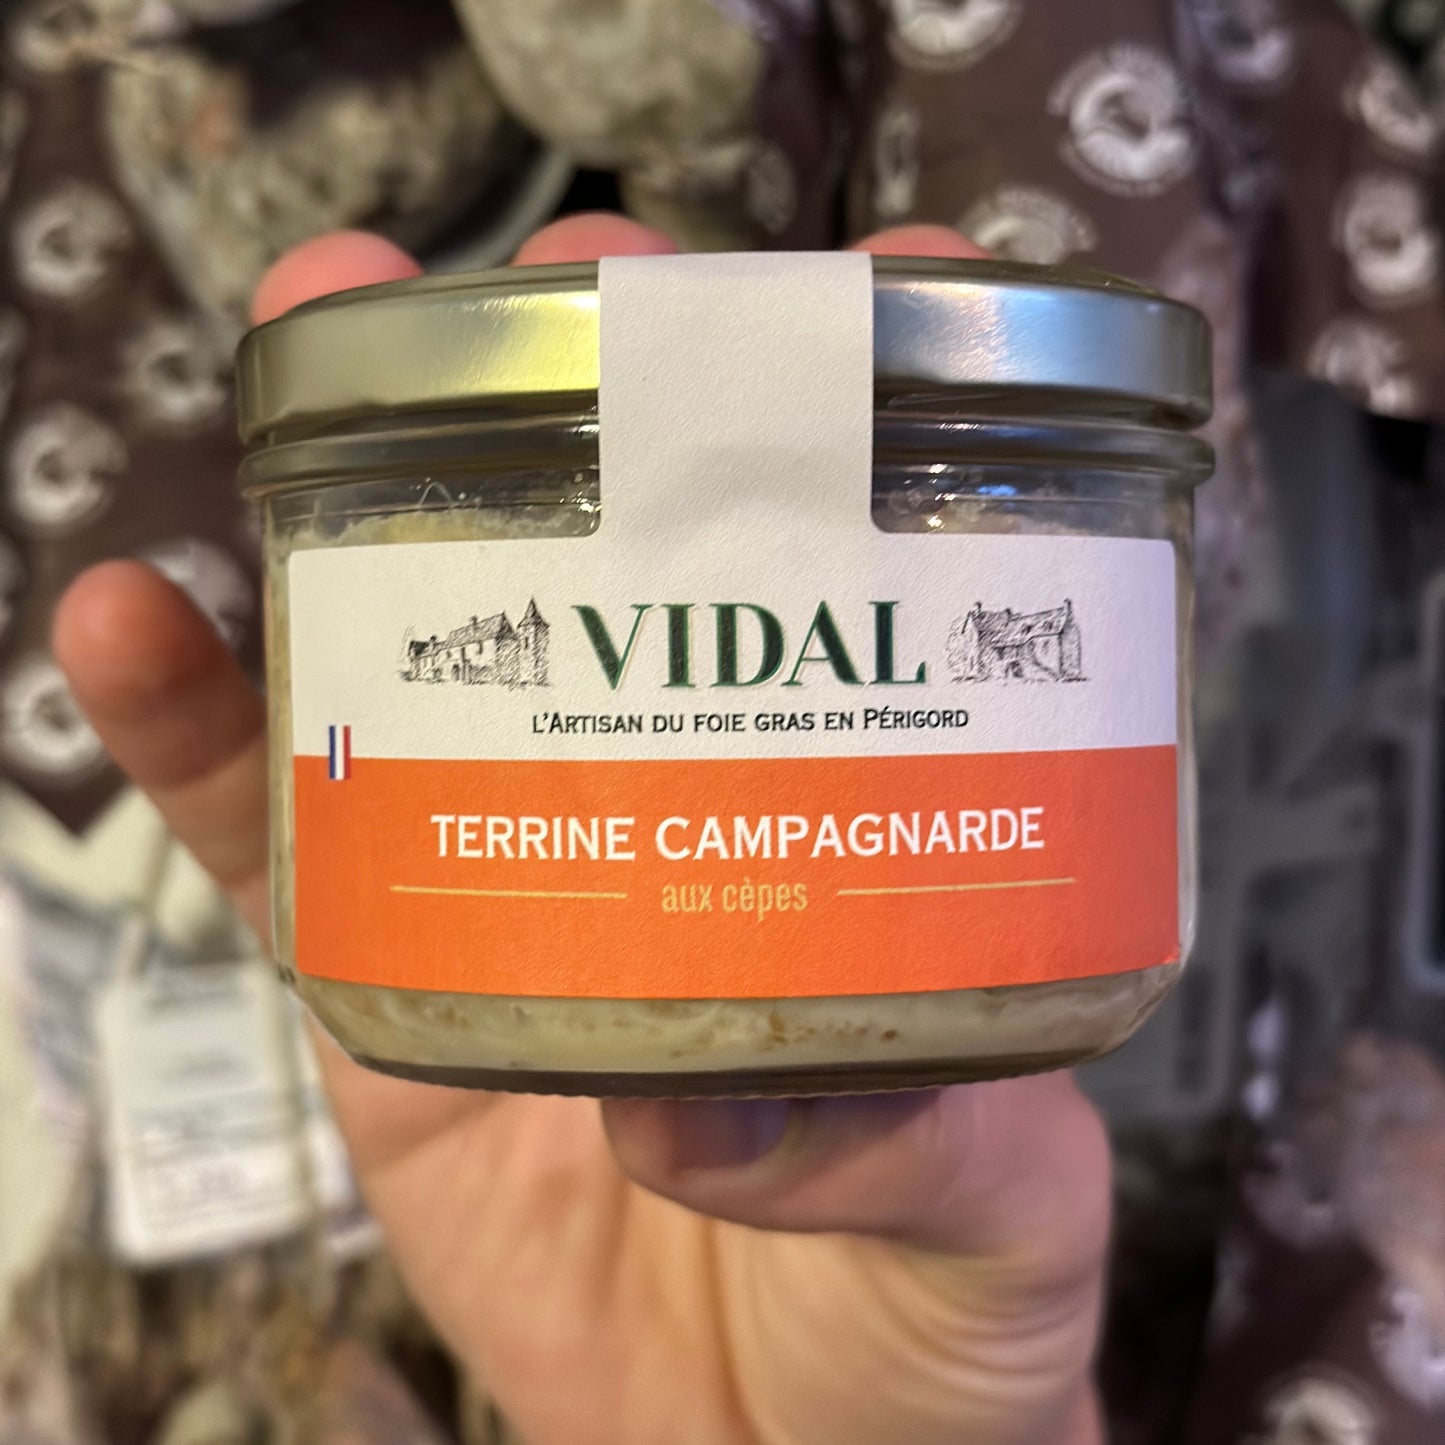 VIDAL
L'ARTISAN DU FOIE GRAS EN PÉRIGORD
TERRINE CAMPAGNARDE
aux cèpes